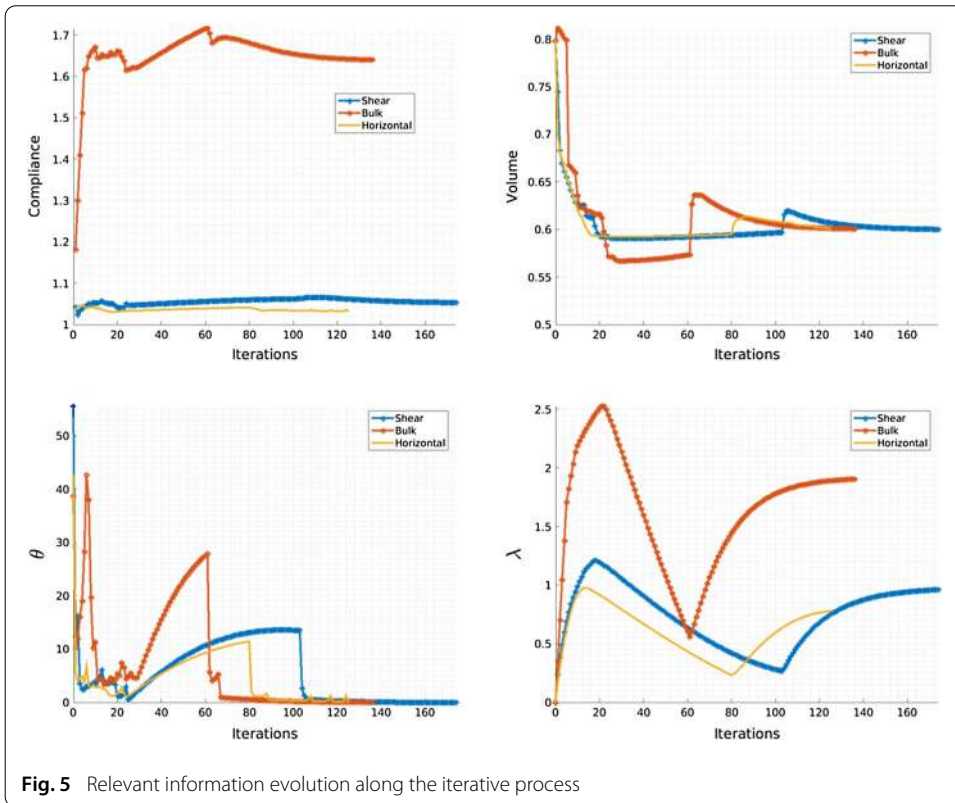 1.7
1.6
1.5
1.4
1.3
1.2
1.1
1
Compliance
0 20 40 60 80 100 120 140 160
Iterations
Shear
Bulk
Horizontal
0.8
0.75
0.7
0.65
0.6
0.55
0.5
Volume
0 20 40 60 80 100 120 140 160
Iterations
Shear
Bulk
Horizontal
50
40
30
20
10
0
θ
0 20 40 60 80 100 120 140 160
Iterations
Shear
Bulk
Horizontal
2.5
2
1.5
1
0.5
0
λ
0 20 40 60 80 100 120 140 160
Iterations
Shear
Bulk
Horizontal
Fig. 5 Relevant information evolution along the iterative process